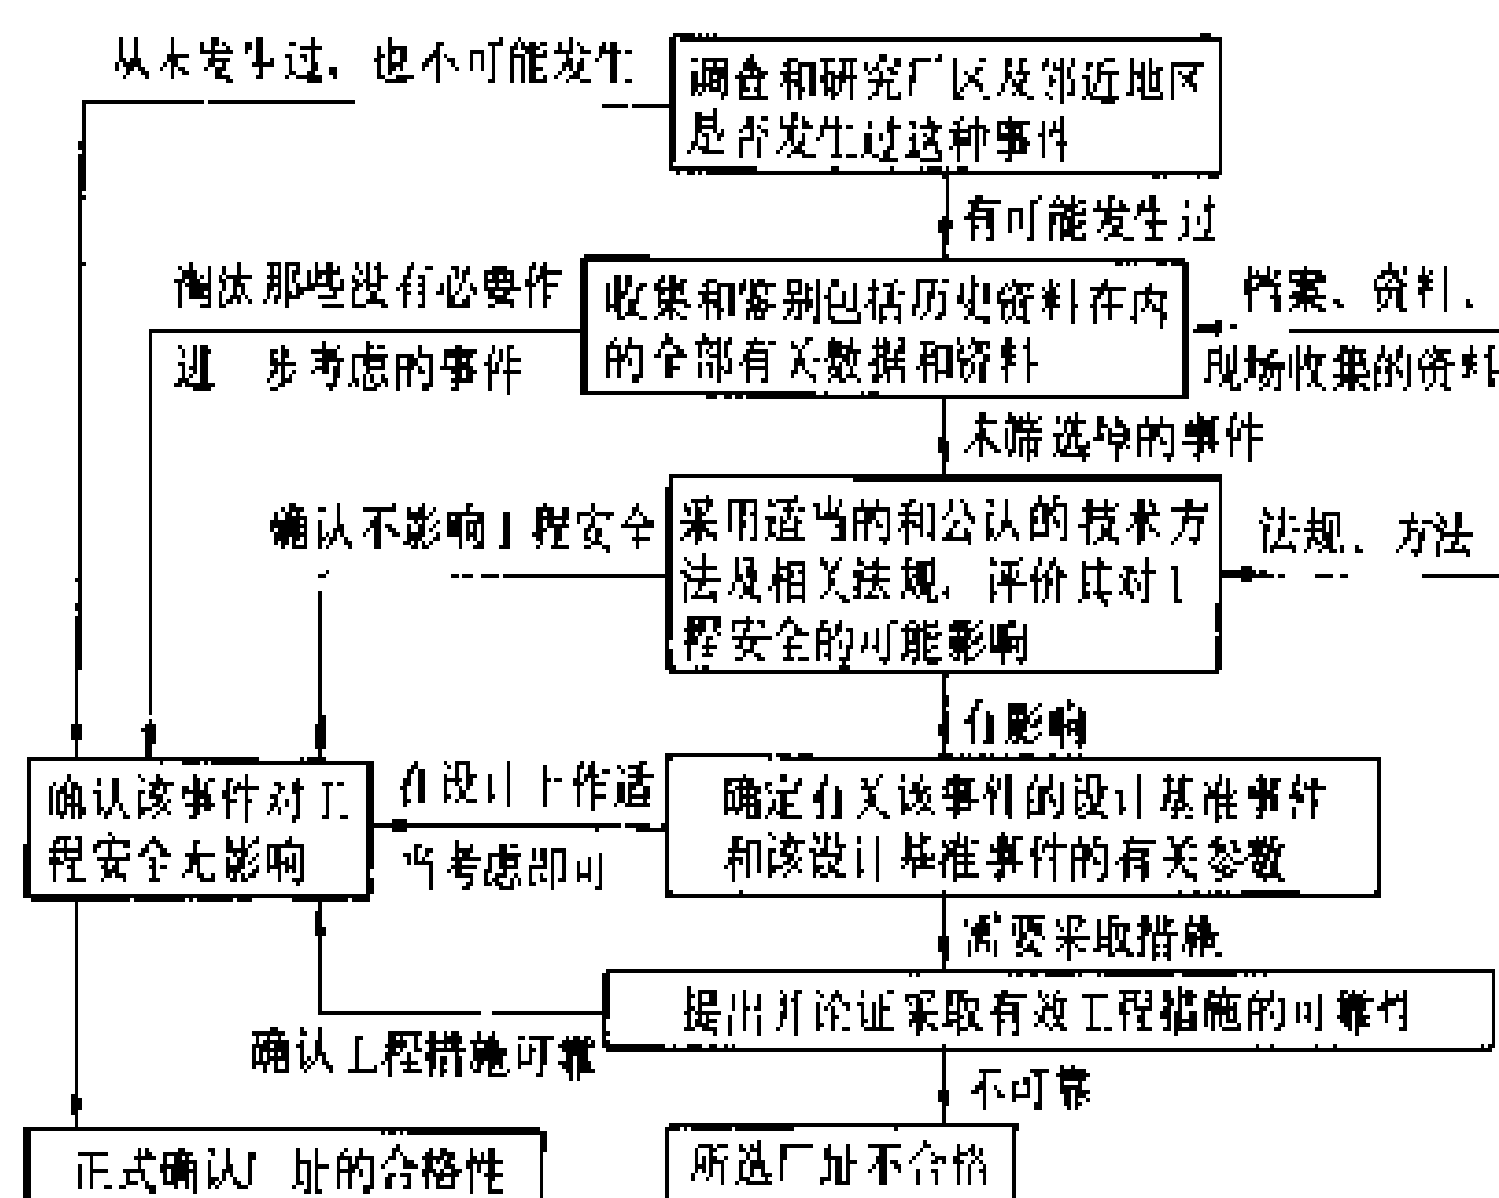 从未发生过，也不可能发生
调查和研究厂区及邻近地区
是否发生过这种事件
有可能发生过
淘汰那些没有必要作
进一步考虑的事件
收集和鉴别包括历史资料在内
的全部有关数据和资料
档案、资料、
现场收集的资料
未筛选掉的事件
确认不影响工程安全
采用适当的和公认的技术方
法及相关法规，评价其对工
程安全的可能影响
法规、方法
有影响
确认该事件对工
程安全无影响
在设计上作适
当考虑即可
确定有关该事件的设计基准事件
和该设计基准事件的有关参数
需要采取措施
提出并论证采取有效工程措施的可靠性
确认工程措施可靠
不可靠
正式确认厂址的合格性
所选厂址不合格